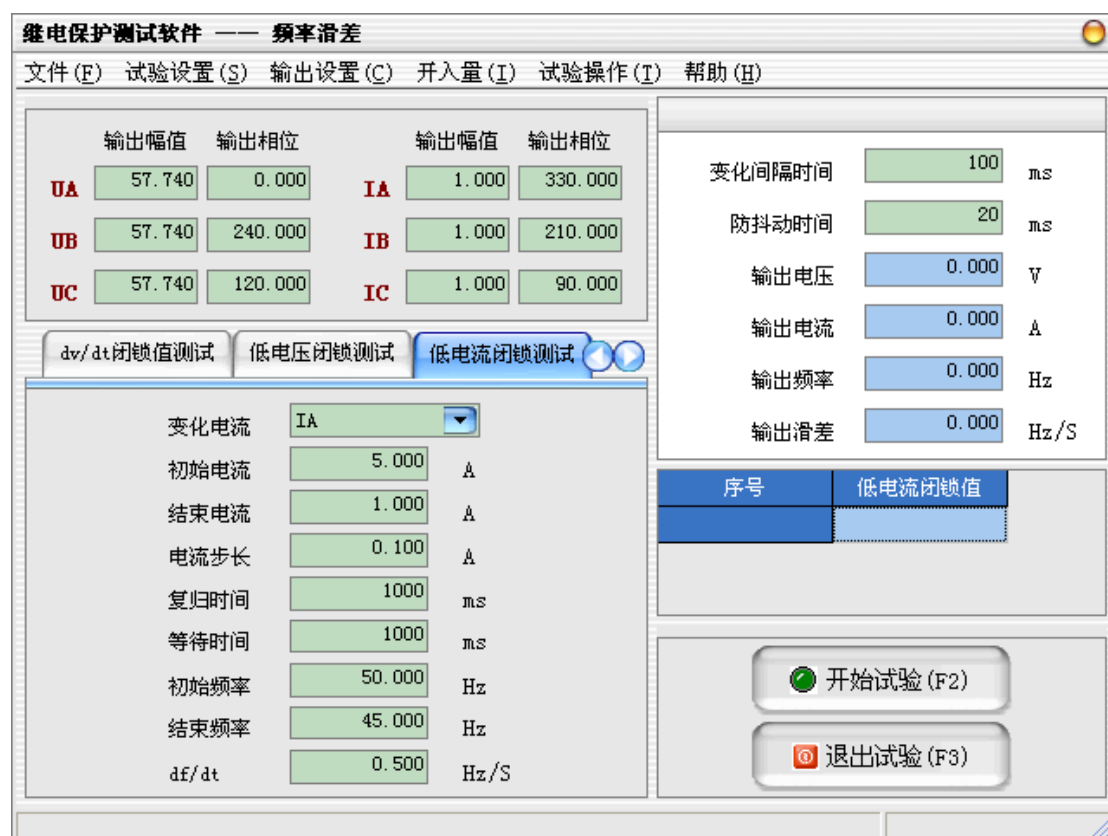 继电保护测试软件 —— 频率滑差
文件(F) 试验设置(S) 输出设置(C) 开入量(I) 试验操作(T) 帮助(H)
输出幅值 输出相位 输出幅值 输出相位
UA 57.740 0.000 IA 1.000 330.000
UB 57.740 240.000 IB 1.000 210.000
UC 57.740 120.000 IC 1.000 90.000
dv/dt闭锁值测试 低电压闭锁测试 低电流闭锁测试
变化电流 IA
初始电流 5.000 A
结束电流 1.000 A
电流步长 0.100 A
复归时间 1000 ms
等待时间 1000 ms
初始频率 50.000 Hz
结束频率 45.000 Hz
df/dt 0.500 Hz/S
变化间隔时间 100 ms
防抖动时间 20 ms
输出电压 0.000 V
输出电流 0.000 A
输出频率 0.000 Hz
输出滑差 0.000 Hz/S
序号 低电流闭锁值
开始试验(F2)
退出试验(F3)